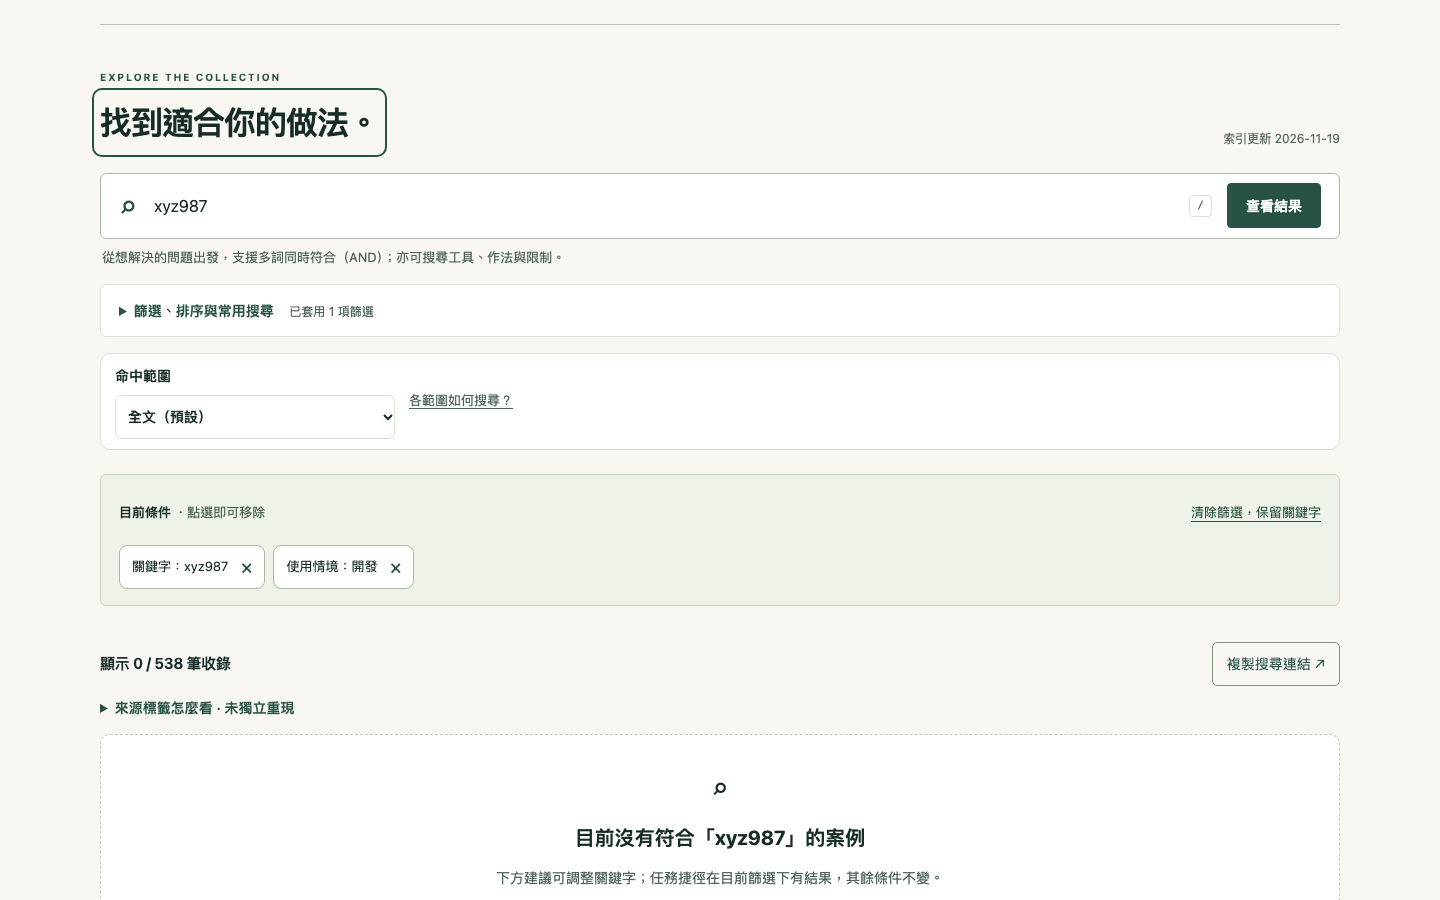 EXPLORE THE COLLECTION
找到適合你的做法。
索引更新 2026-11-19
xyz987
/
查看結果
從想解決的問題出發，支援多詞同時符合（AND）；亦可搜尋工具、作法與限制。
篩選、排序與常用搜尋 已套用 1 項篩選
命中範圍
全文（預設）
各範圍如何搜尋？
目前條件 · 點選即可移除
清除篩選，保留關鍵字
關鍵字：xyz987 ×
使用情境：開發 ×
顯示 0 / 538 筆收錄
複製搜尋連結 ↗
來源標籤怎麼看 · 未獨立重現
目前沒有符合「xyz987」的案例
下方建議可調整關鍵字；任務捷徑在目前篩選下有結果，其餘條件不變。